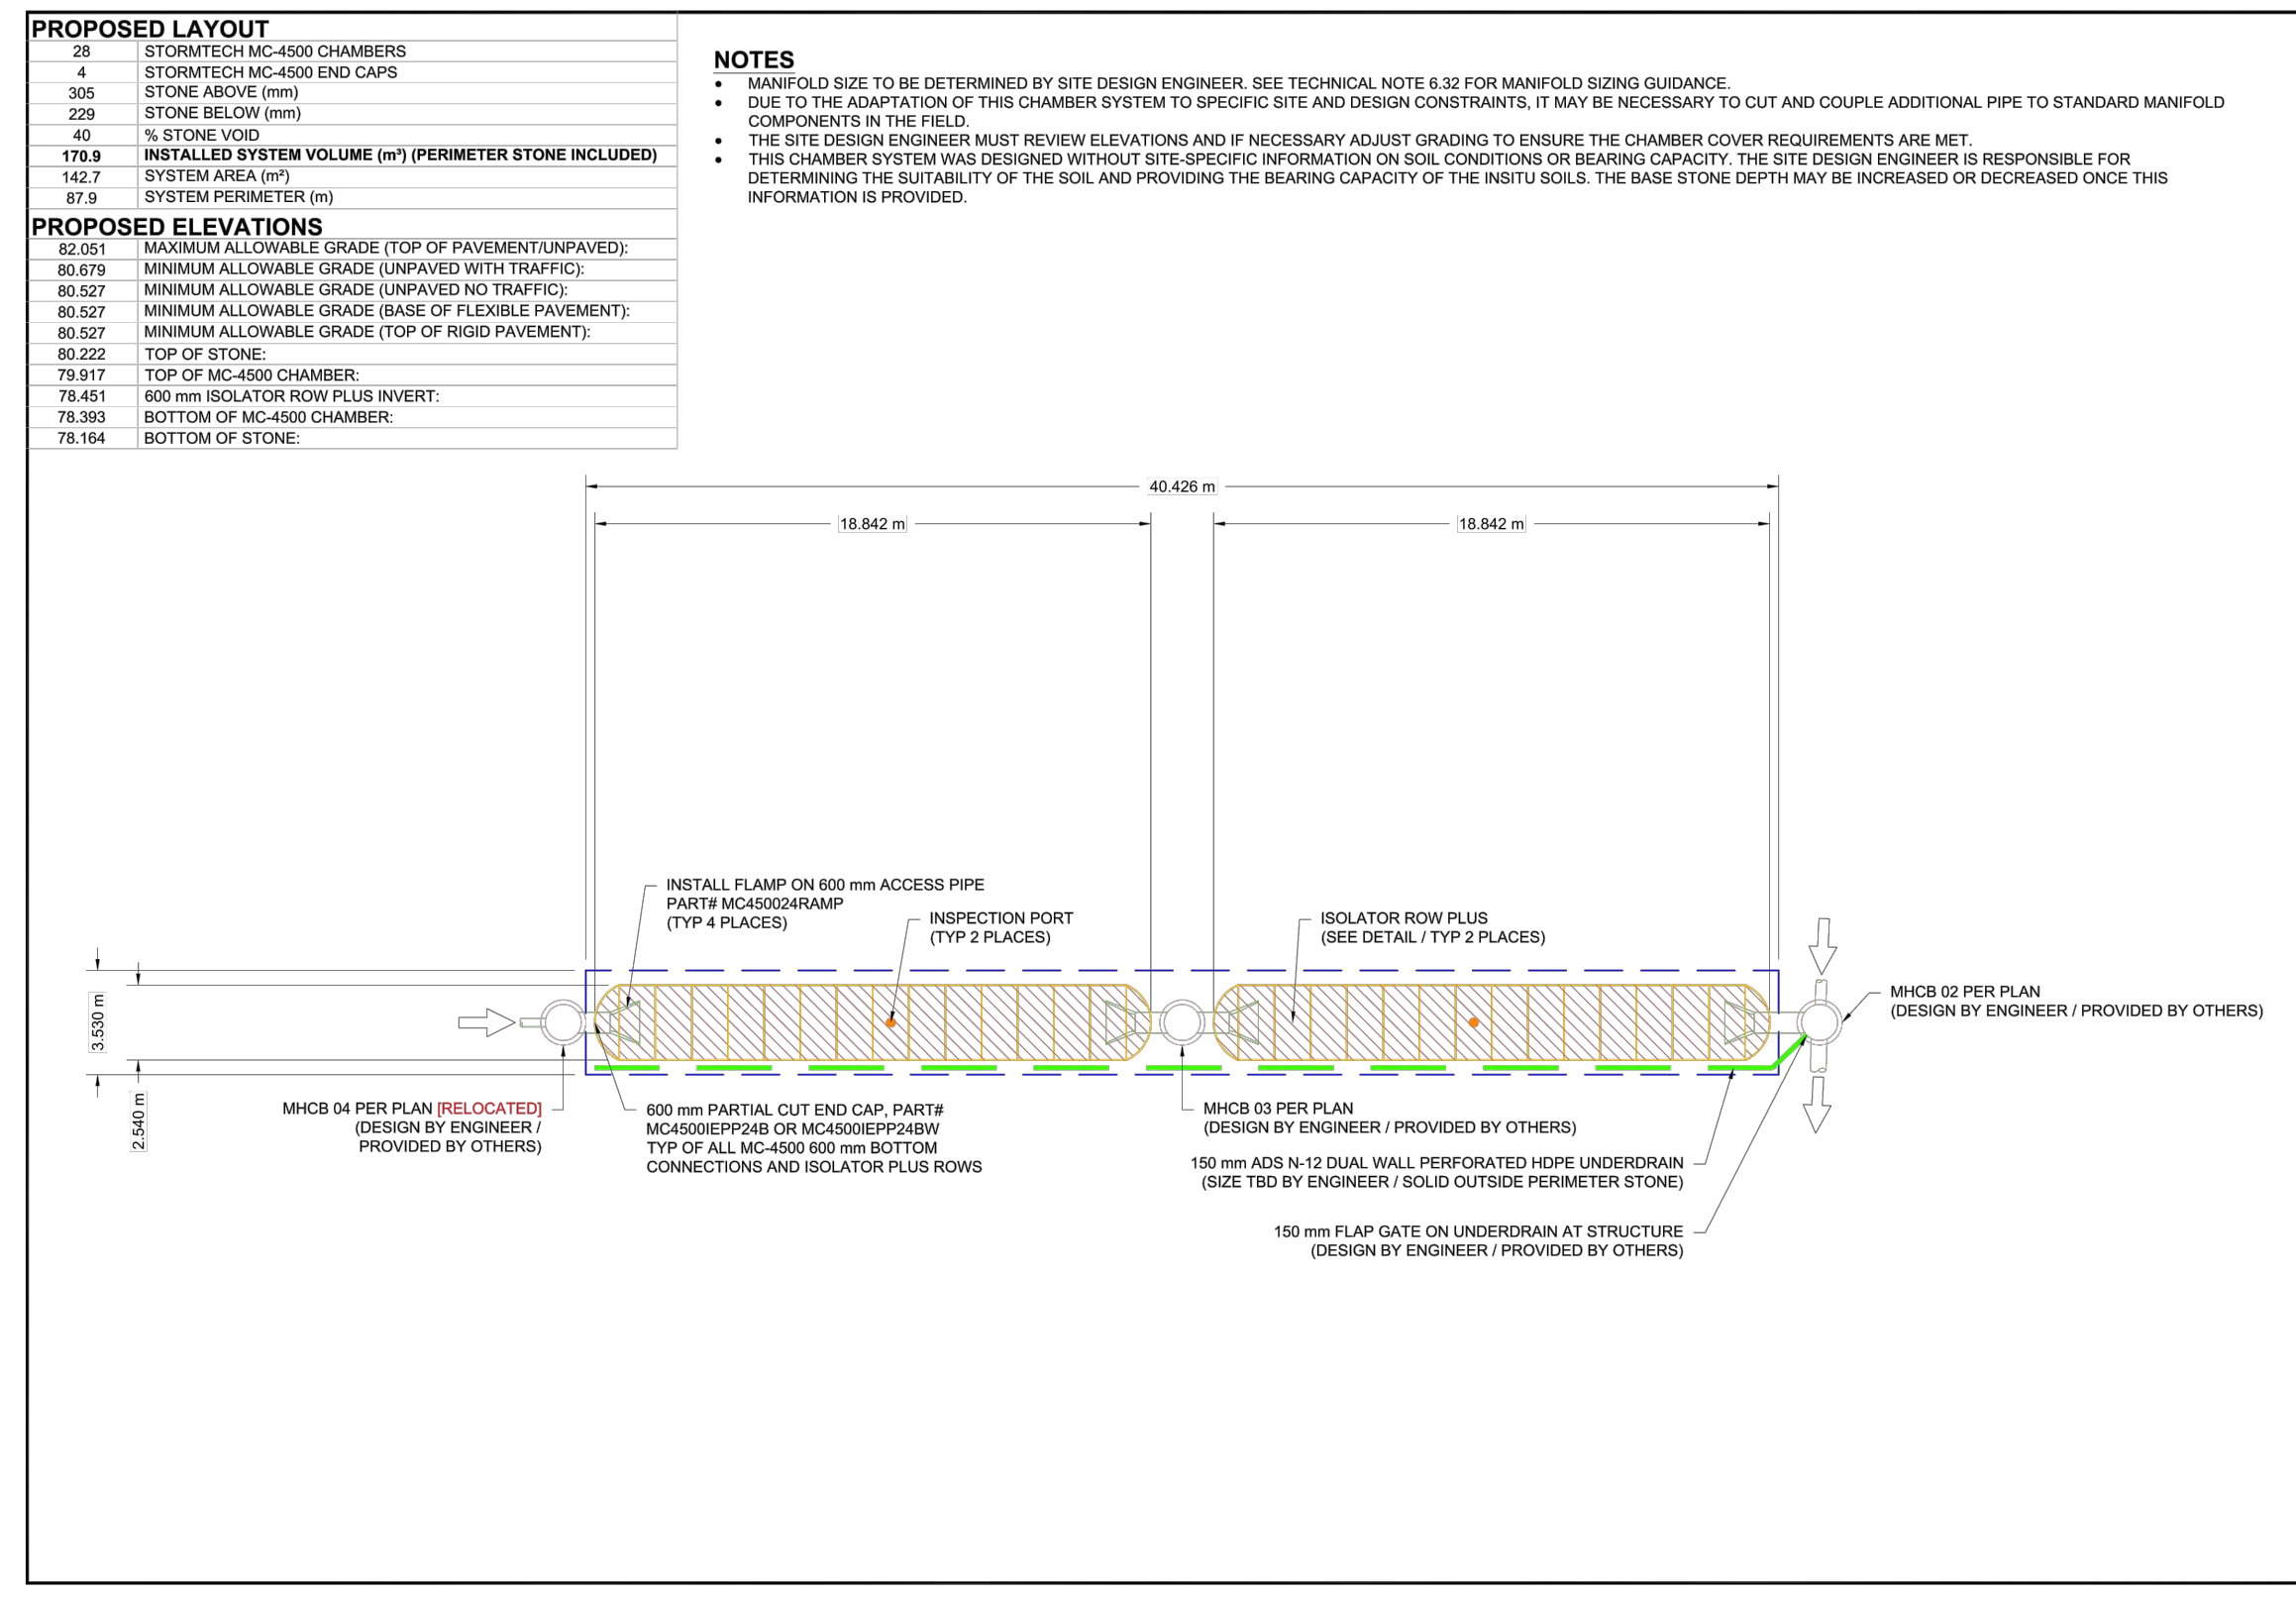 PROPOSED LAYOUT
28 STORMTECH MC-4500 CHAMBERS
4 STORMTECH MC-4500 END CAPS
305 STONE ABOVE (mm)
229 STONE BELOW (mm)
40 % STONE VOID
170.9 INSTALLED SYSTEM VOLUME (m³) (PERIMETER STONE INCLUDED)
142.7 SYSTEM AREA (m²)
87.9 SYSTEM PERIMETER (m)
PROPOSED ELEVATIONS
82.051 MAXIMUM ALLOWABLE GRADE (TOP OF PAVEMENT/UNPAVED):
80.679 MINIMUM ALLOWABLE GRADE (UNPAVED WITH TRAFFIC):
80.527 MINIMUM ALLOWABLE GRADE (UNPAVED NO TRAFFIC):
80.527 MINIMUM ALLOWABLE GRADE (BASE OF FLEXIBLE PAVEMENT):
80.527 MINIMUM ALLOWABLE GRADE (TOP OF RIGID PAVEMENT):
80.222 TOP OF STONE:
79.917 TOP OF MC-4500 CHAMBER:
78.451 600 mm ISOLATOR ROW PLUS INVERT:
78.393 BOTTOM OF MC-4500 CHAMBER:
78.164 BOTTOM OF STONE:
NOTES
• MANIFOLD SIZE TO BE DETERMINED BY SITE DESIGN ENGINEER. SEE TECHNICAL NOTE 6.32 FOR MANIFOLD SIZING GUIDANCE.
• DUE TO THE ADAPTATION OF THIS CHAMBER SYSTEM TO SPECIFIC SITE AND DESIGN CONSTRAINTS, IT MAY BE NECESSARY TO CUT AND COUPLE ADDITIONAL PIPE TO STANDARD MANIFOLD
COMPONENTS IN THE FIELD.
• THE SITE DESIGN ENGINEER MUST REVIEW ELEVATIONS AND IF NECESSARY ADJUST GRADING TO ENSURE THE CHAMBER COVER REQUIREMENTS ARE MET.
• THIS CHAMBER SYSTEM WAS DESIGNED WITHOUT SITE-SPECIFIC INFORMATION ON SOIL CONDITIONS OR BEARING CAPACITY. THE SITE DESIGN ENGINEER IS RESPONSIBLE FOR
DETERMINING THE SUITABILITY OF THE SOIL AND PROVIDING THE BEARING CAPACITY OF THE INSITU SOILS. THE BASE STONE DEPTH MAY BE INCREASED OR DECREASED ONCE THIS
INFORMATION IS PROVIDED.
40.426 m
18.842 m
18.842 m
INSTALL FLAMP ON 600 mm ACCESS PIPE
PART# MC450024RAMP
(TYP 4 PLACES)
INSPECTION PORT
(TYP 2 PLACES)
ISOLATOR ROW PLUS
(SEE DETAIL / TYP 2 PLACES)
MHCB 02 PER PLAN
(DESIGN BY ENGINEER / PROVIDED BY OTHERS)
3.530 m
2.540 m
MHCB 04 PER PLAN [RELOCATED]
(DESIGN BY ENGINEER /
PROVIDED BY OTHERS)
600 mm PARTIAL CUT END CAP, PART#
MC4500IEPP24B OR MC4500IEPP24BW
TYP OF ALL MC-4500 600 mm BOTTOM
CONNECTIONS AND ISOLATOR PLUS ROWS
MHCB 03 PER PLAN
(DESIGN BY ENGINEER / PROVIDED BY OTHERS)
150 mm ADS N-12 DUAL WALL PERFORATED HDPE UNDERDRAIN
(SIZE TBD BY ENGINEER / SOLID OUTSIDE PERIMETER STONE)
150 mm FLAP GATE ON UNDERDRAIN AT STRUCTURE
(DESIGN BY ENGINEER / PROVIDED BY OTHERS)